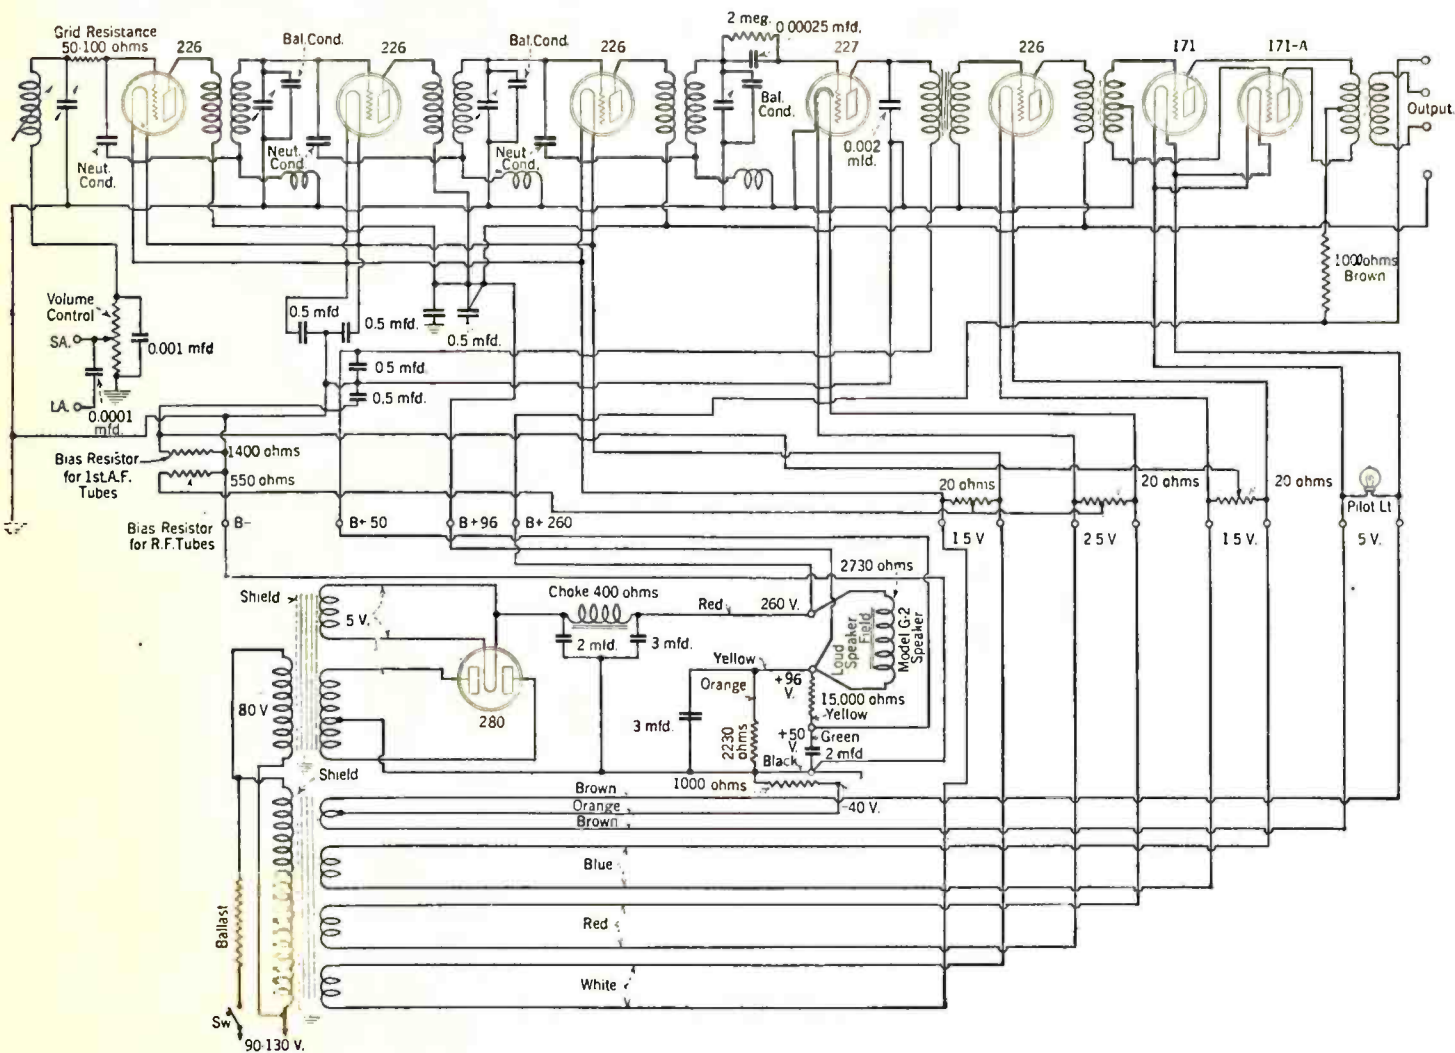 Grid Resistance
50-100 ohms
226
Bal.Cond.
226
Bal.Cond.
226
2 meg.
0.00025 mfd.
227
226
171
171-A
Neut.
Cond.
Neut.
Cond.
Neut.
Cond.
Bal.
Cond.
0.002
mfd.
Output.
1000ohms
Brown
Volume
Control
SA.
0.001 mfd
LA.
0.0001
mfd.
0.5 mfd
0.5 mfd.
0.5 mfd.
0.5 mfd.
0.5 mfd.
Bias Resistor
for 1st.A.F.
Tubes
1400 ohms
550 ohms
Bias Resistor
for R.F.Tubes
B-
B+ 50
B+96
B+ 260
20 ohms
20 ohms
20 ohms
Pilot Lt
1.5 V
2.5 V
1.5 V.
5 V.
Shield
5 V.
Choke 400 ohms
Red
260 V.
2730 ohms
2 mfd.
3 mfd.
Loud
Speaker
Field
Model G-2
Speaker
Yellow
Orange
+96
V.
15,000 ohms
Yellow
80 V
280
3 mfd.
2230
ohms
+50
V.
Green
2 mfd
Black
Shield
1000 ohms
Brown
Orange
Brown
-40 V.
Blue
Ballast
Red
White
Sw
90-130 V.